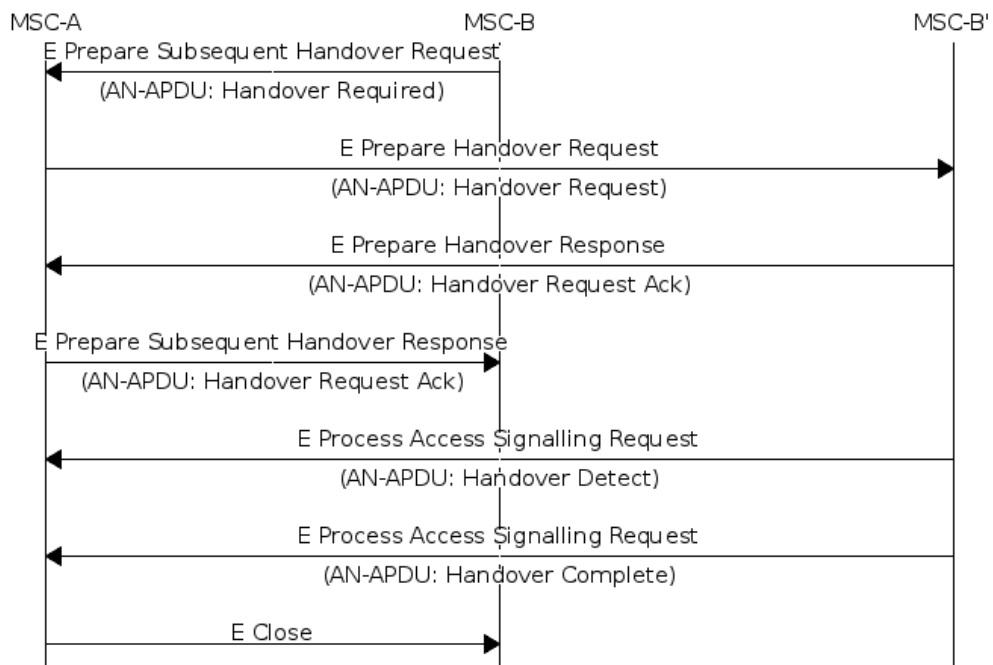 MSC-A MSC-B MSC-B'
E Prepare Subsequent Handover Request
(AN-APDU: Handover Required)
E Prepare Handover Request
(AN-APDU: Handover Request)
E Prepare Handover Response
(AN-APDU: Handover Request Ack)
E Prepare Subsequent Handover Response
(AN-APDU: Handover Request Ack)
E Process Access Signalling Request
(AN-APDU: Handover Detect)
E Process Access Signalling Request
(AN-APDU: Handover Complete)
E Close